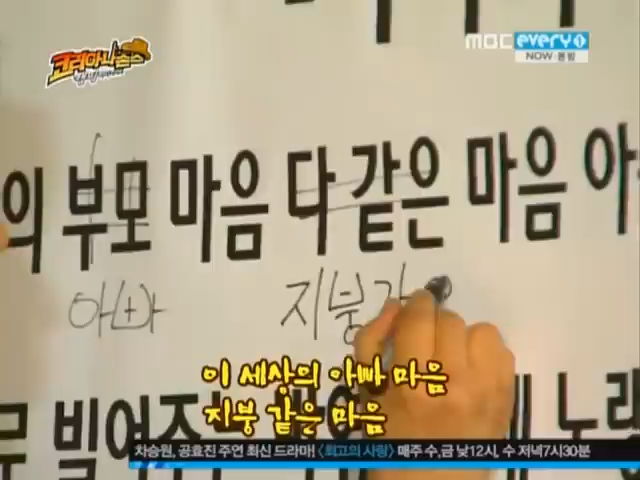 코리아나존스
mbc every1
NOW 본방
의 부모 마음 다 같은 마음 아
아빠 지붕
이 세상의 아빠 마음
지붕 같은 마음
차승원, 공효진 주연 최신 드라마! <최고의 사랑> 매주 수,금 낮12시, 수 저녁7시30분